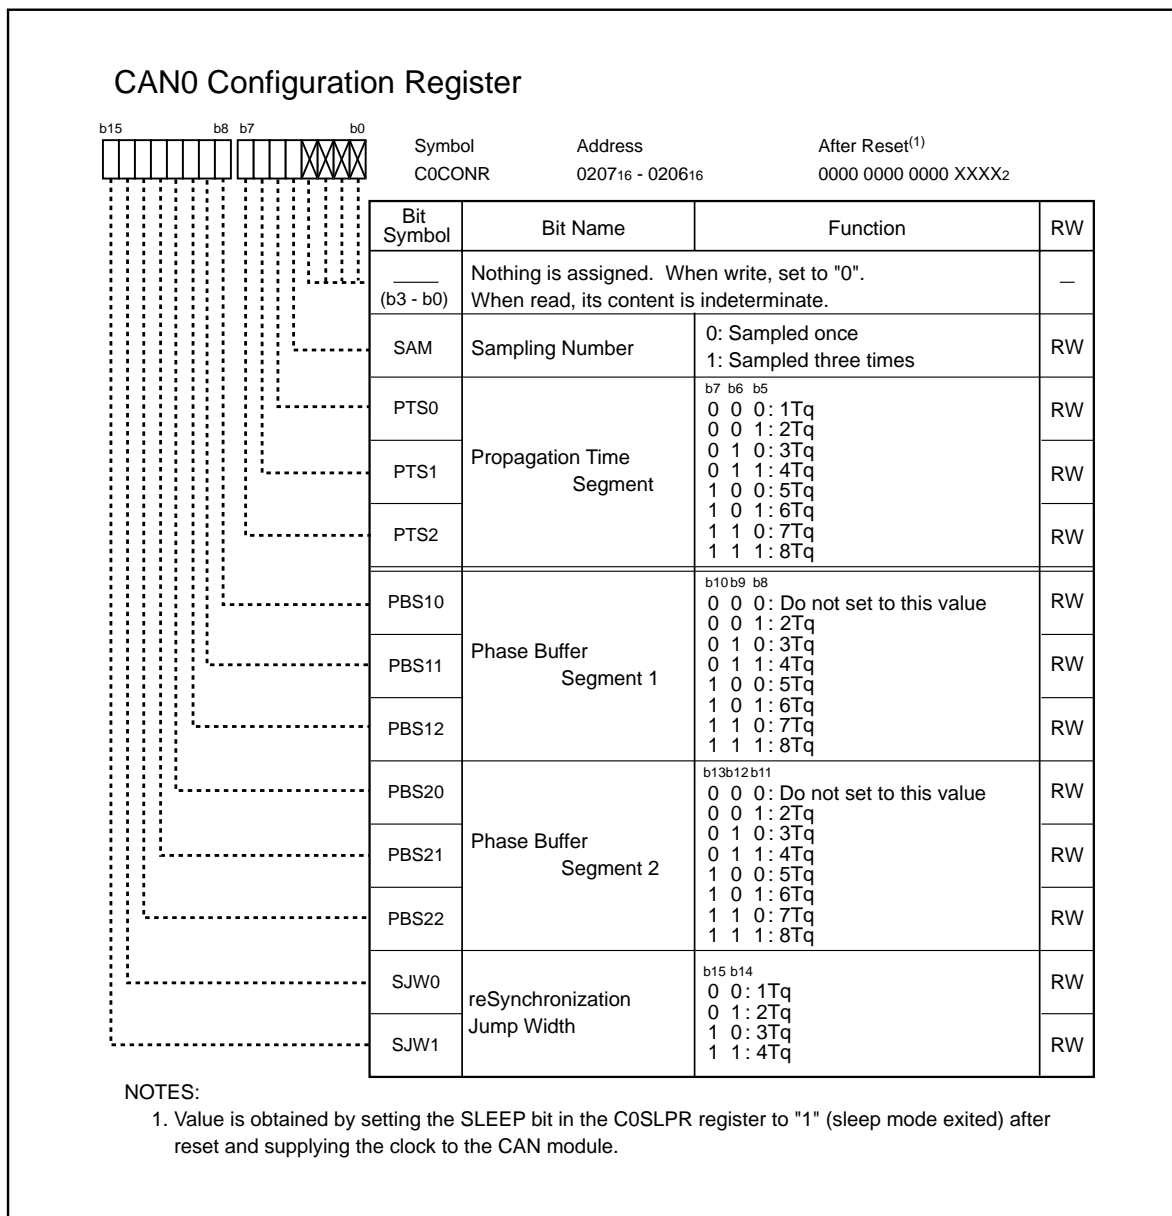 CAN0 Configuration Register
b15 b8 b7 b0
Symbol Address After Reset(1)
C0CONR 020716 - 020616 0000 0000 0000 XXXX2
Bit Symbol Bit Name Function RW
(b3 - b0) Nothing is assigned. When write, set to "0".
When read, its content is indeterminate. —
SAM Sampling Number 0: Sampled once
1: Sampled three times RW
PTS0 RW
PTS1 RW
PTS2 RW
Propagation Time
Segment
b7 b6 b5
0 0 0: 1Tq
0 0 1: 2Tq
0 1 0: 3Tq
0 1 1: 4Tq
1 0 0: 5Tq
1 0 1: 6Tq
1 1 0: 7Tq
1 1 1: 8Tq
PBS10 RW
PBS11 RW
PBS12 RW
Phase Buffer
Segment 1
b10 b9 b8
0 0 0: Do not set to this value
0 0 1: 2Tq
0 1 0: 3Tq
0 1 1: 4Tq
1 0 0: 5Tq
1 0 1: 6Tq
1 1 0: 7Tq
1 1 1: 8Tq
PBS20 RW
PBS21 RW
PBS22 RW
Phase Buffer
Segment 2
b13 b12 b11
0 0 0: Do not set to this value
0 0 1: 2Tq
0 1 0: 3Tq
0 1 1: 4Tq
1 0 0: 5Tq
1 0 1: 6Tq
1 1 0: 7Tq
1 1 1: 8Tq
SJW0 RW
SJW1 RW
reSynchronization
Jump Width
b15 b14
0 0: 1Tq
0 1: 2Tq
1 0: 3Tq
1 1: 4Tq
NOTES:
1. Value is obtained by setting the SLEEP bit in the C0SLPR register to "1" (sleep mode exited) after
reset and supplying the clock to the CAN module.